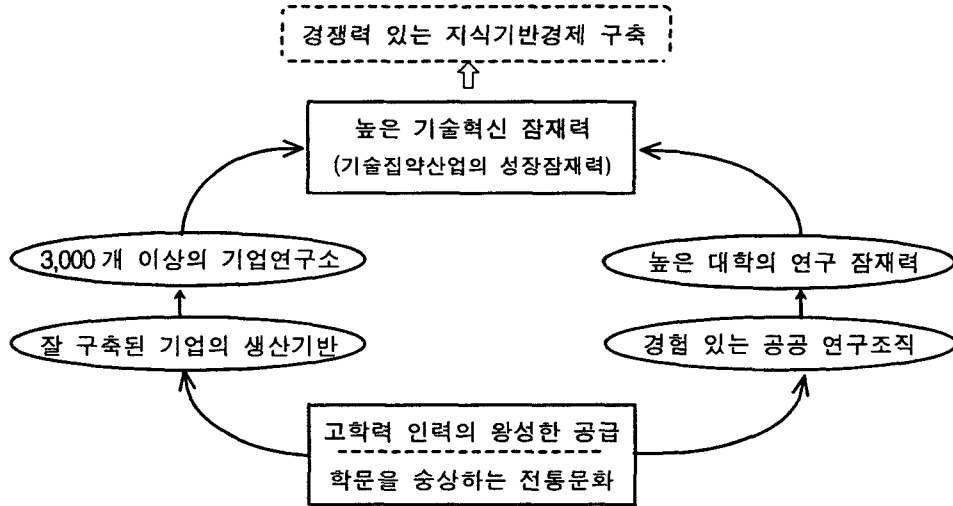 경쟁력 있는 지식기반경제 구축
높은 기술혁신 잠재력
(기술집약산업의 성장잠재력)
3,000개 이상의 기업연구소
높은 대학의 연구 잠재력
잘 구축된 기업의 생산기반
경험 있는 공공 연구조직
고학력 인력의 왕성한 공급
학문을 숭상하는 전통문화